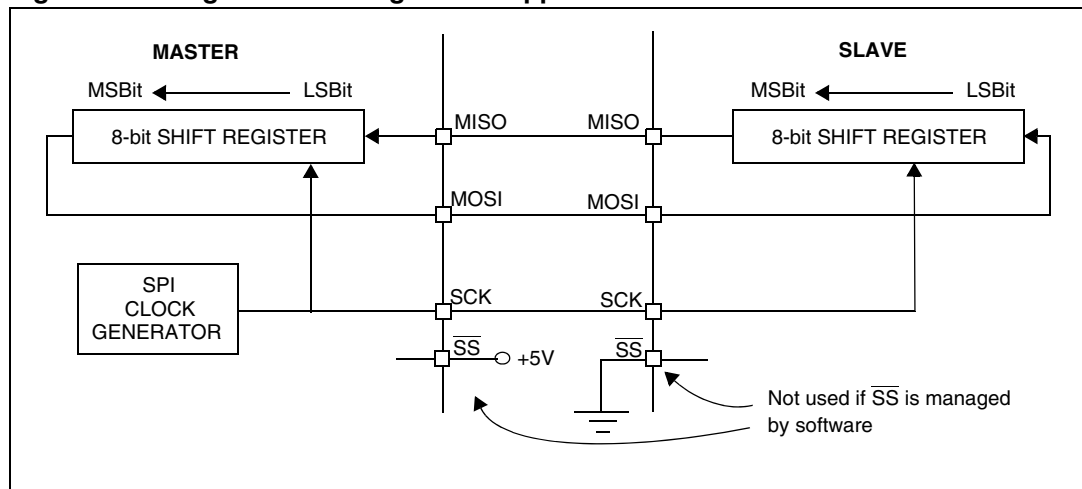 MASTER
SLAVE
MSBit
LSBit
MSBit
LSBit
8-bit SHIFT REGISTER
MISO
MISO
8-bit SHIFT REGISTER
MOSI
MOSI
SPI
CLOCK
GENERATOR
SCK
SCK
SS
+5V
SS
Not used if SS is managed
by software